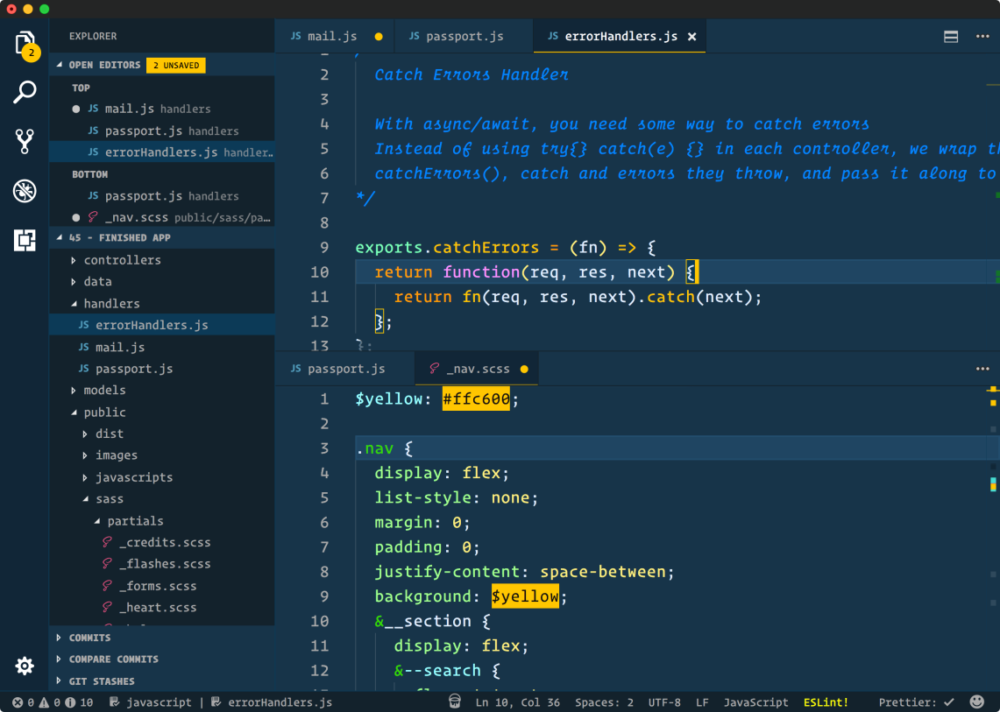 2
EXPLORER
OPEN EDITORS 2 UNSAVED
TOP
JS mail.js handlers
JS passport.js handlers
JS errorHandlers.js handler…
BOTTOM
JS passport.js handlers
_nav.scss public/sass/pa…
45 - FINISHED APP
controllers
data
handlers
JS errorHandlers.js
JS mail.js
JS passport.js
models
public
dist
images
javascripts
sass
partials
_credits.scss
_flashes.scss
_forms.scss
_heart.scss
COMMITS
COMPARE COMMITS
GIT STASHES
JS mail.js JS passport.js JS errorHandlers.js
2 Catch Errors Handler
3
4 With async/await, you need some way to catch errors
5 Instead of using try{} catch(e) {} in each controller, we wrap
6 catchErrors(), catch and errors they throw, and pass it along to
7 */
8
9 exports.catchErrors = (fn) => {
10 return function(req, res, next) {
11 return fn(req, res, next).catch(next);
12 };
13 };
JS passport.js _nav.scss
1 $yellow: #ffc600;
2
3 .nav {
4 display: flex;
5 list-style: none;
6 margin: 0;
7 padding: 0;
8 justify-content: space-between;
9 background: $yellow;
10 &__section {
11 display: flex;
12 &--search {
0 0 10 javascript | errorHandlers.js Ln 10, Col 36 Spaces: 2 UTF-8 LF JavaScript ESLint! Prettier: ✓